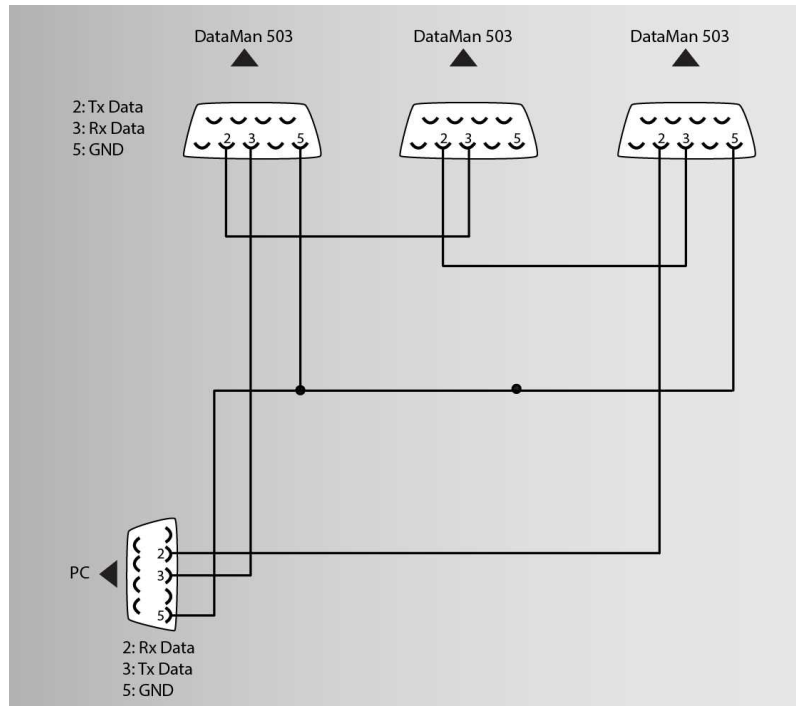 DataMan 503 DataMan 503 DataMan 503
2: Tx Data
3: Rx Data
5: GND
2 3 5 2 3 5 2 3 5
2
PC 3
5
2: Rx Data
3: Tx Data
5: GND